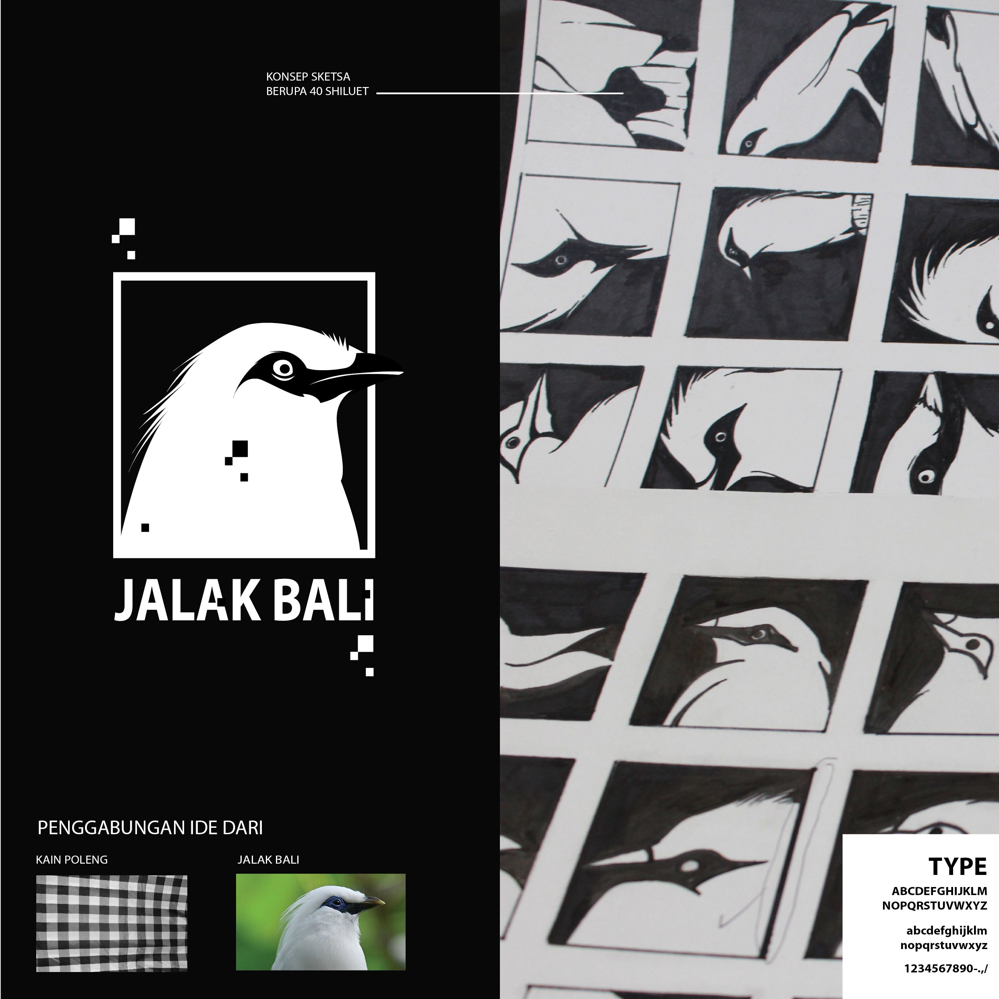 KONSEP SKETSA
BERUPA 40 SHILUET
JALAK BALi
PENGGABUNGAN IDE DARI
KAIN POLENG
JALAK BALI
TYPE
ABCDEFGHIJKLM
NOPQRSTUVWXYZ
abcdefghijklm
nopqrstuvwxyz
1234567890-.,/